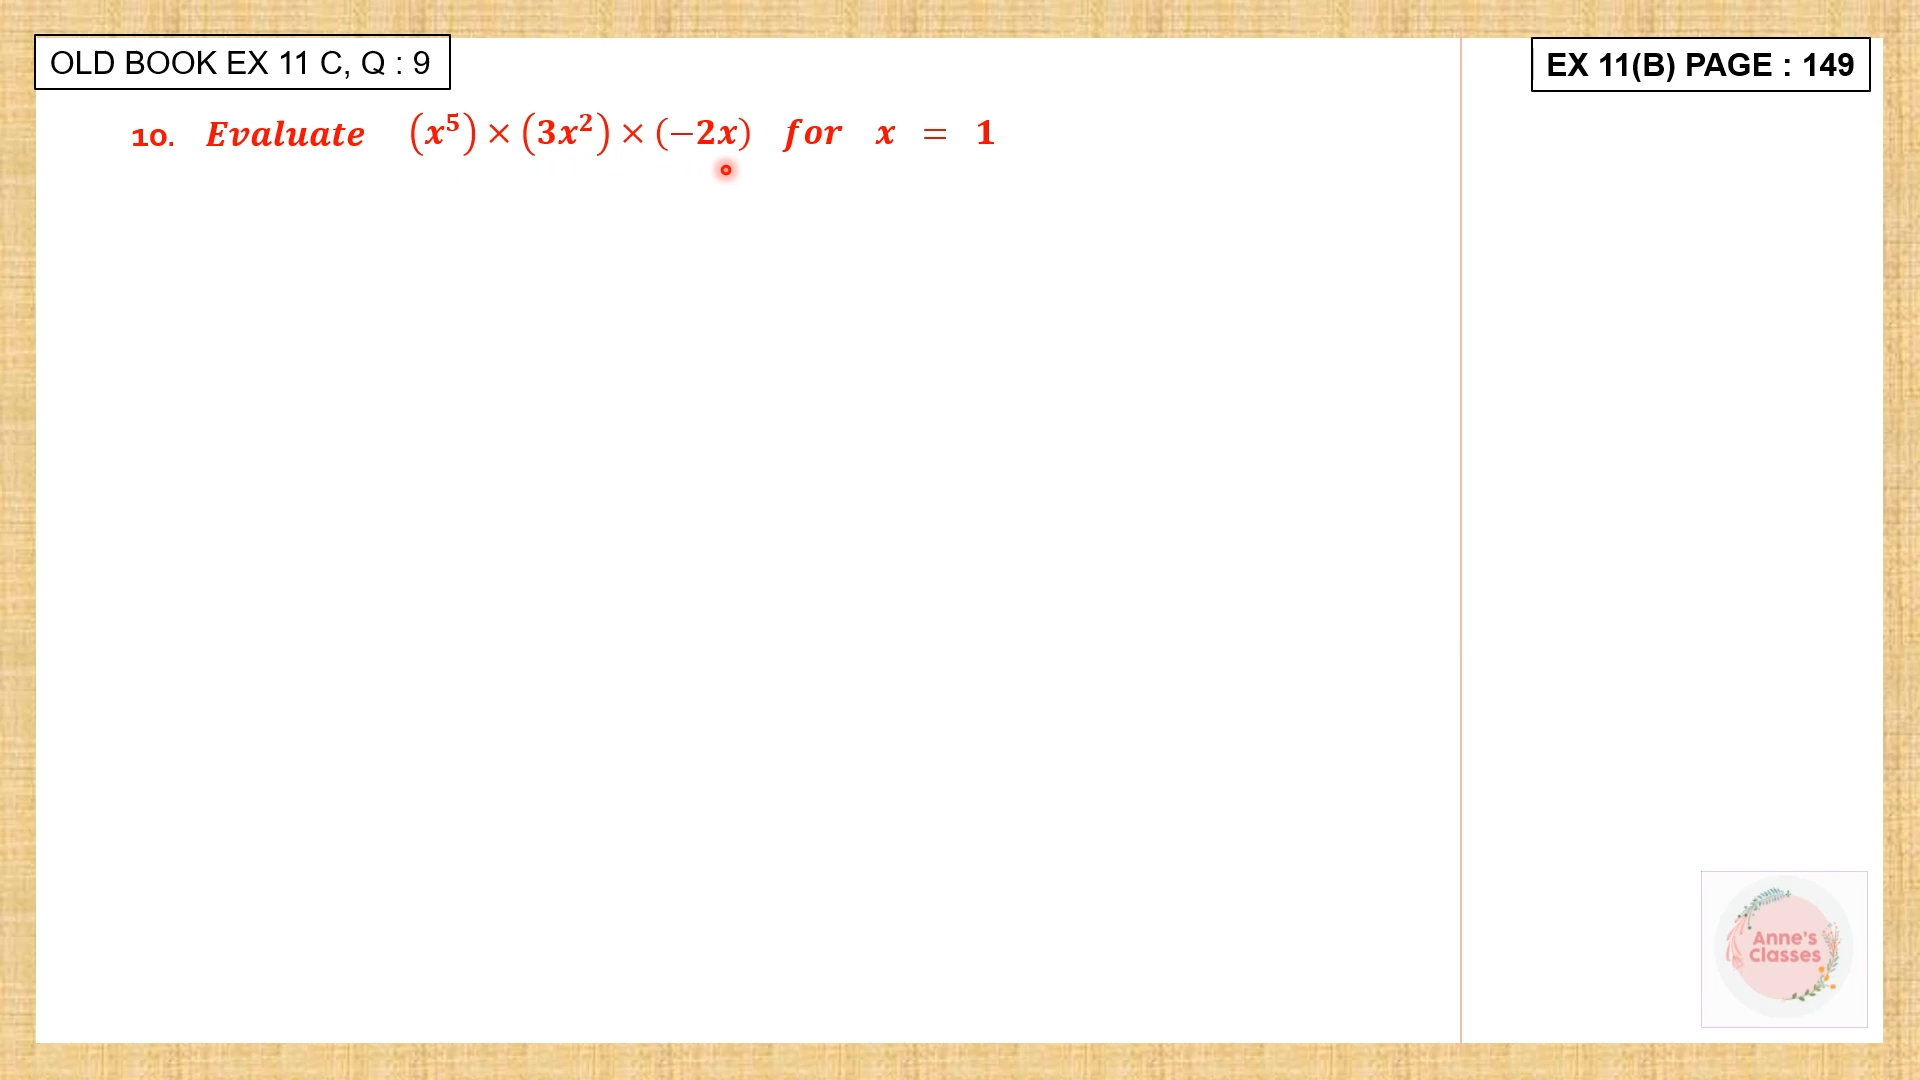 OLD BOOK EX 11 C, Q : 9
EX 11(B) PAGE : 149
10. Evaluate (x⁵) × (3x²) × (−2x) for x = 1
Anne's
Classes